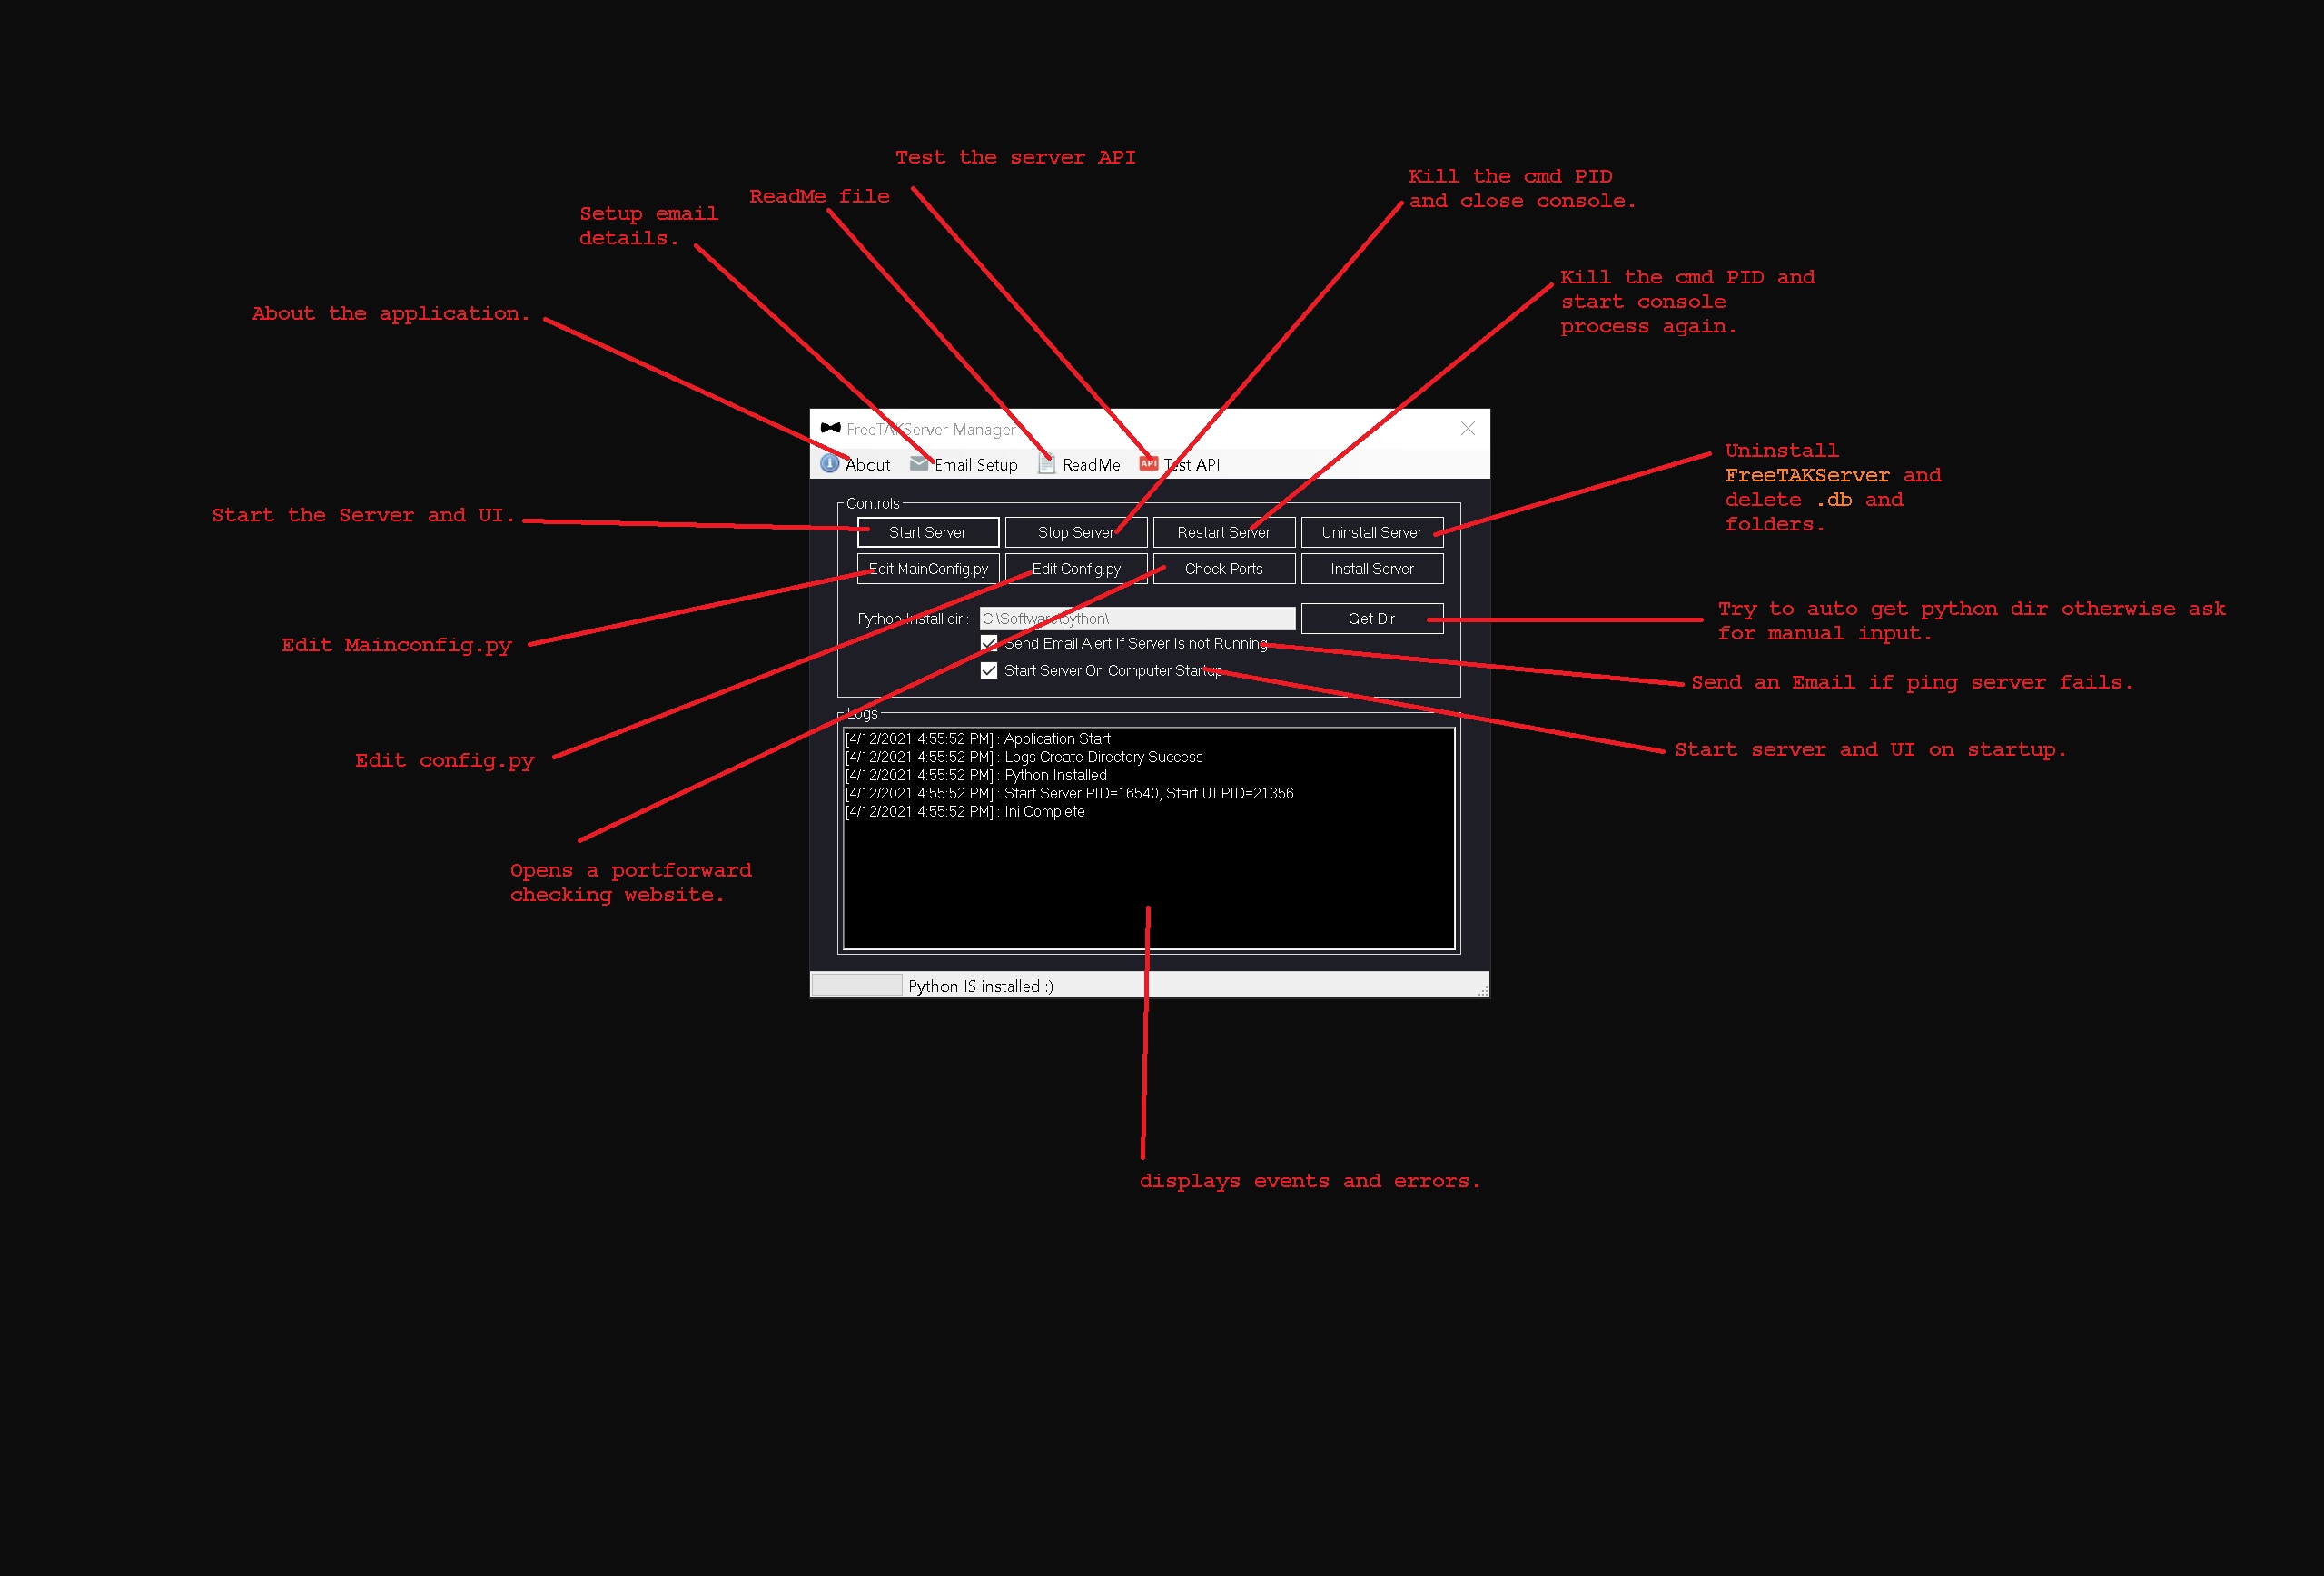 Test the server API
Kill the cmd PID
and close console.
ReadMe file
Setup email
details.
Kill the cmd PID and
start console
process again.
About the application.
FreeTAKServer Manager
About
Email Setup
ReadMe
Test API
Uninstall
FreeTAKServer and
delete .db and
folders.
Controls
Start the Server and UI.
Start Server
Stop Server
Restart Server
Uninstall Server
Edit MainConfig.py
Edit Config.py
Check Ports
Install Server
Python Install dir :
C:\Software\python\
Get Dir
Try to auto get python dir otherwise ask
for manual input.
Edit Mainconfig.py
Send Email Alert If Server Is not Running
Start Server On Computer Startup
Send an Email if ping server fails.
Logs
Start server and UI on startup.
Edit config.py
[4/12/2021 4:55:52 PM] : Application Start
[4/12/2021 4:55:52 PM] : Logs Create Directory Success
[4/12/2021 4:55:52 PM] : Python Installed
[4/12/2021 4:55:52 PM] : Start Server PID=16540, Start UI PID=21356
[4/12/2021 4:55:52 PM] : Ini Complete
Opens a portforward
checking website.
Python IS installed :)
displays events and errors.